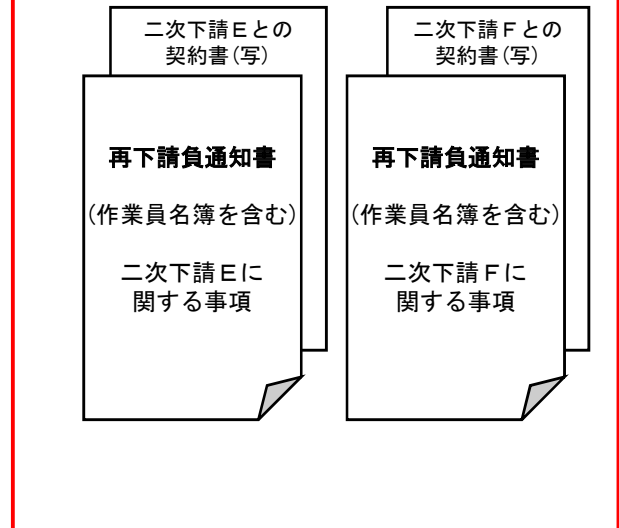 二次下請Ｅとの
契約書(写)
再下請負通知書
(作業員名簿を含む)
二次下請Ｅに
関する事項
二次下請Ｆとの
契約書(写)
再下請負通知書
(作業員名簿を含む)
二次下請Ｆに
関する事項